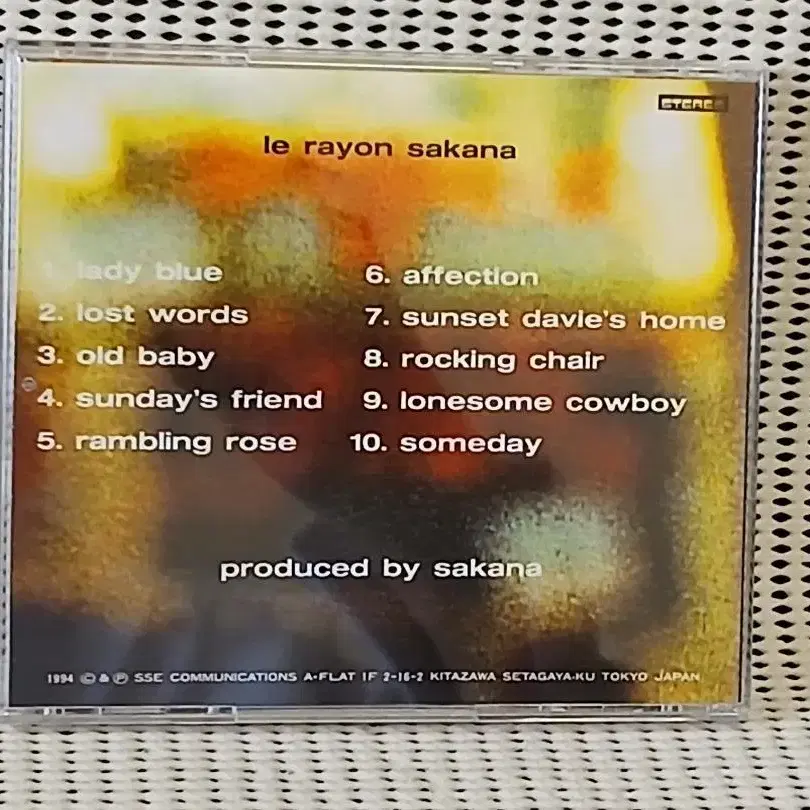 STEREO
le rayon sakana
1. lady blue
2. lost words
3. old baby
4. sunday's friend
5. rambling rose
6. affection
7. sunset davie's home
8. rocking chair
9. lonesome cowboy
10. someday
produced by sakana
1994 © & ℗ SSE COMMUNICATIONS A-FLAT 1F 2-16-2 KITAZAWA SETAGAYA-KU TOKYO JAPAN